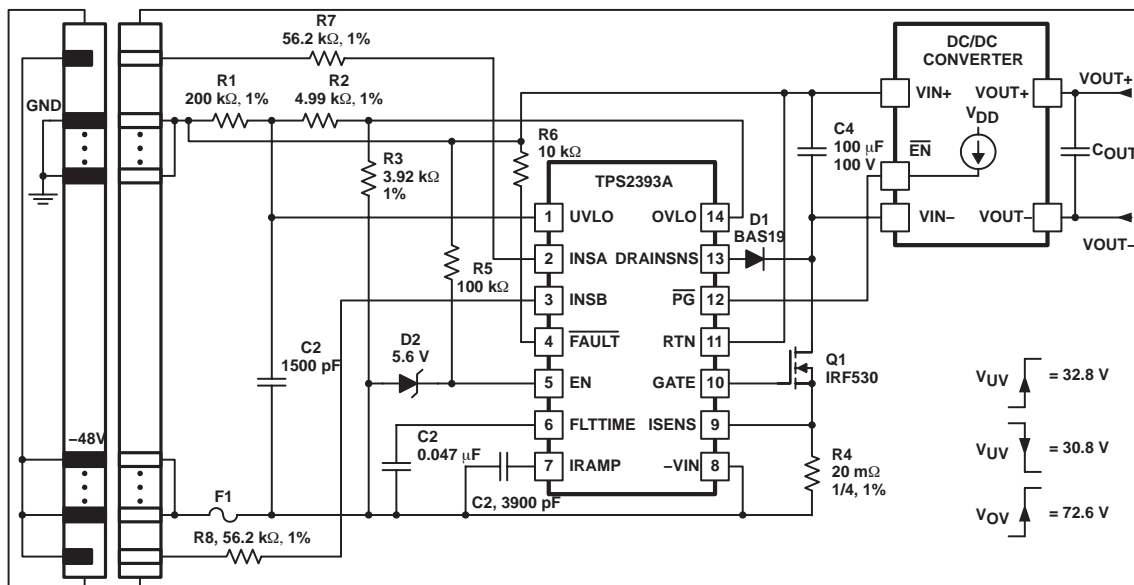 R7
56.2 kΩ, 1%
R1
200 kΩ, 1%
R2
4.99 kΩ, 1%
GND
R3
3.92 kΩ
1%
R6
10 kΩ
R5
100 kΩ
C2
1500 pF
D2
5.6 V
C2
0.047 μF
C2, 3900 pF
–48V
F1
R8, 56.2 kΩ, 1%
TPS2393A
1 UVLO
2 INSA
3 INSB
4 FAULT
5 EN
6 FLTTIME
7 IRAMP
OVLO 14
DRAINSNS 13
PG 12
RTN 11
GATE 10
ISENS 9
–VIN 8
D1
BAS19
C4
100 μF
100 V
Q1
IRF530
R4
20 mΩ
1/4, 1%
DC/DC
CONVERTER
VIN+
VOUT+
VDD
EN
VIN–
VOUT–
COUT
VOUT+
VOUT–
VUV = 32.8 V
VUV = 30.8 V
VOV = 72.6 V